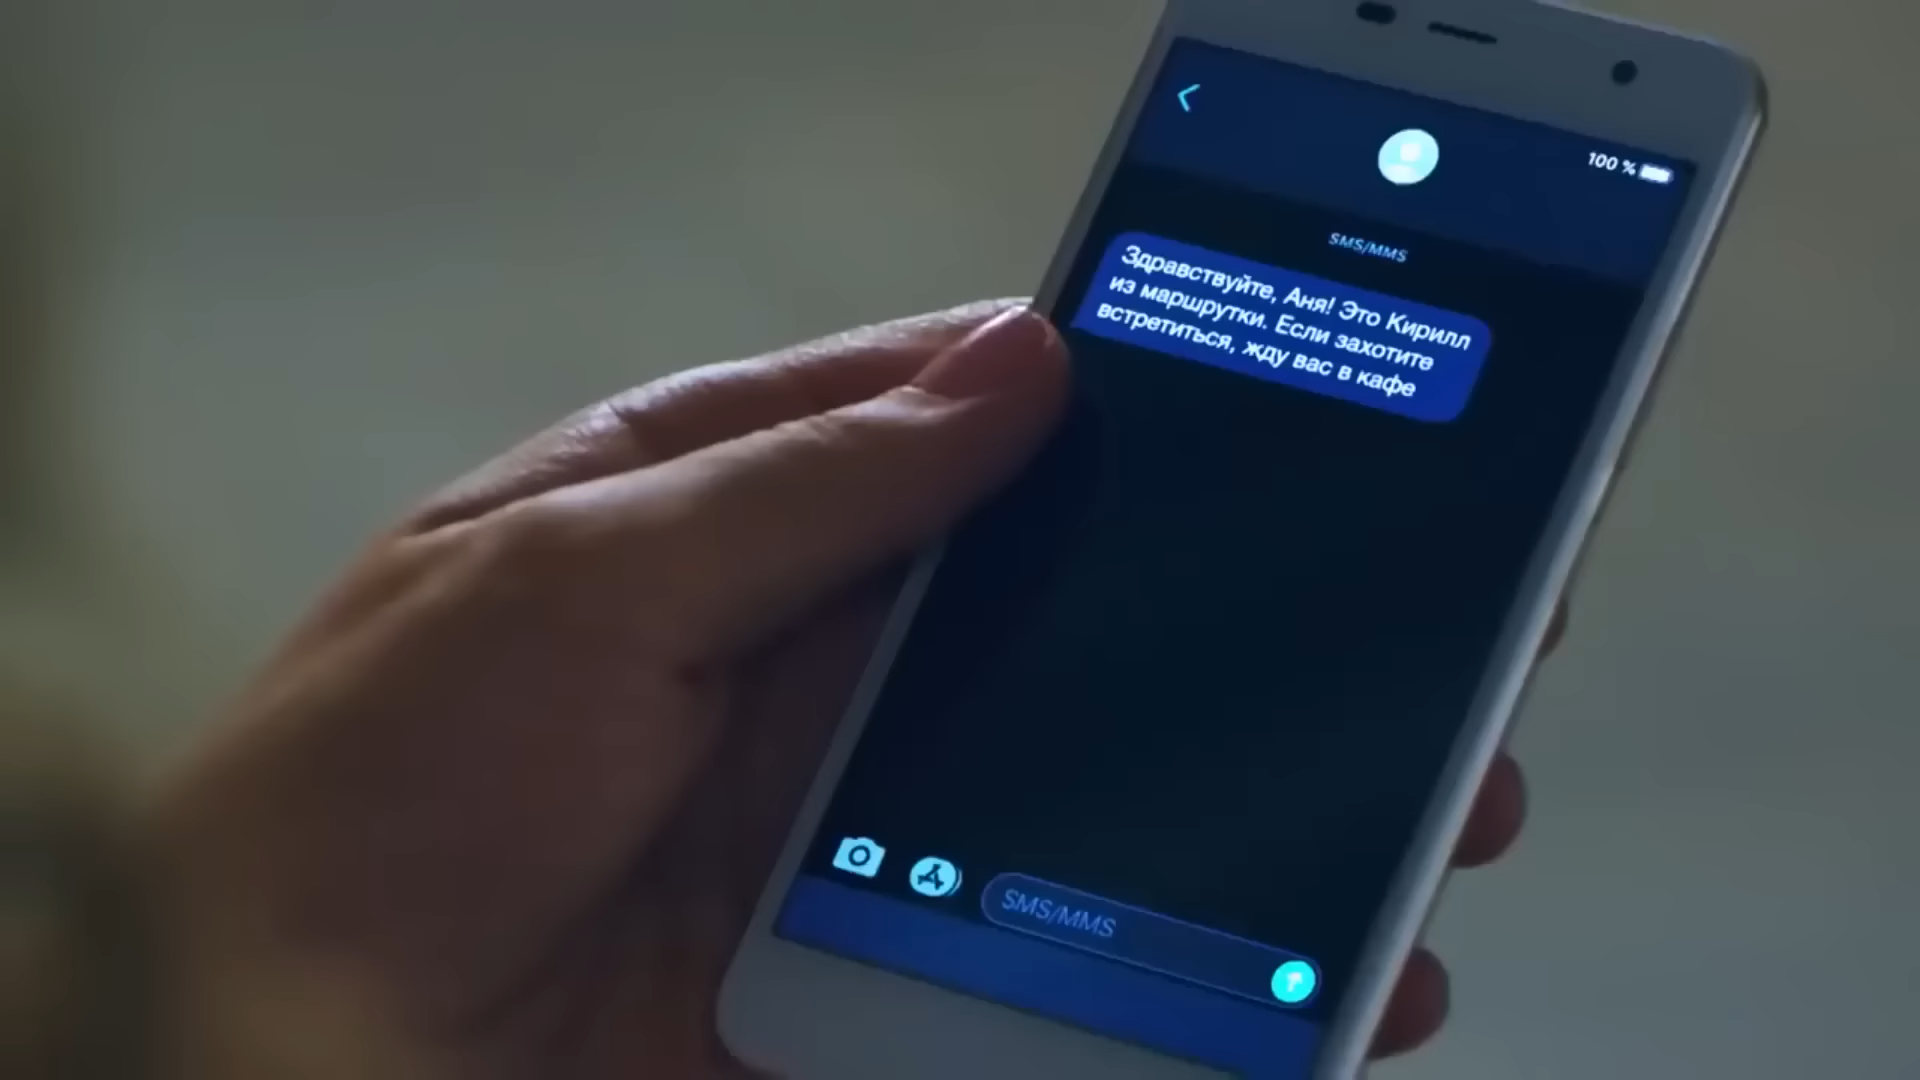 100 %
SMS/MMS
Здравствуйте, Аня! Это Кирилл
из маршрутки. Если захотите
встретиться, жду вас в кафе
SMS/MMS